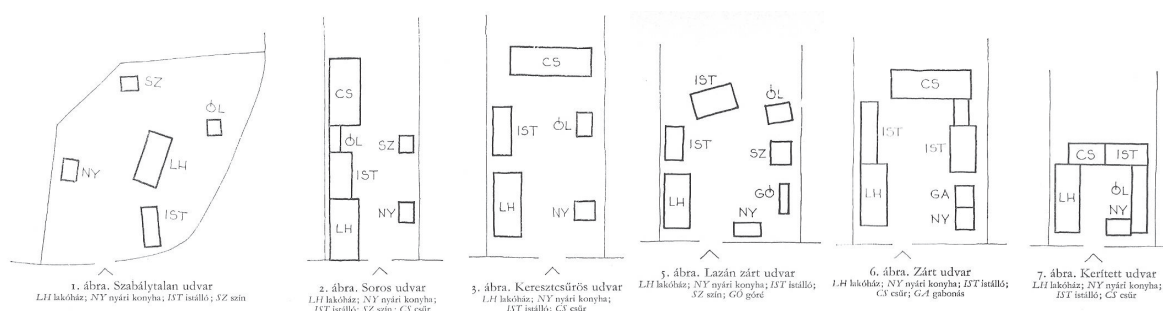 SZ
ÓL
NY
LH
IST
1. ábra. Szabálytalan udvar
LH lakóház; NY nyári konyha; IST istálló; SZ szín
CS
ÓL
SZ
IST
NY
LH
2. ábra. Soros udvar
LH lakóház; NY nyári konyha;
IST istálló; SZ szín; CS csűr
CS
IST
ÓL
LH
NY
3. ábra. Keresztcsűrös udvar
LH lakóház; NY nyári konyha;
IST istálló; CS csűr
IST
ÓL
IST
SZ
LH
GÓ
NY
5. ábra. Lazán zárt udvar
LH lakóház; NY nyári konyha; IST istálló;
SZ szín; GÓ góré
CS
IST
IST
LH
GA
NY
6. ábra. Zárt udvar
LH lakóház; NY nyári konyha; IST istálló;
CS csűr; GA gabonás
CS
IST
LH
ÓL
NY
7. ábra. Kerített udvar
LH lakóház; NY nyári konyha;
IST istálló; CS csűr